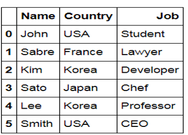 Name Country Job
0 John USA Student
1 Sabre France Lawyer
2 Kim Korea Developer
3 Sato Japan Chef
4 Lee Korea Professor
5 Smith USA CEO